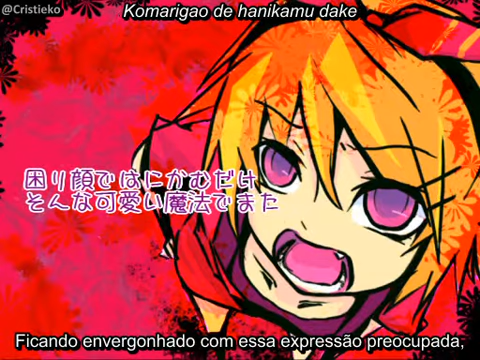 @Cristieko
Komarigao de hanikamu dake
困り顔ではにかむだけ
そんな可愛い魔法でまた
Ficando envergonhado com essa expressão preocupada,